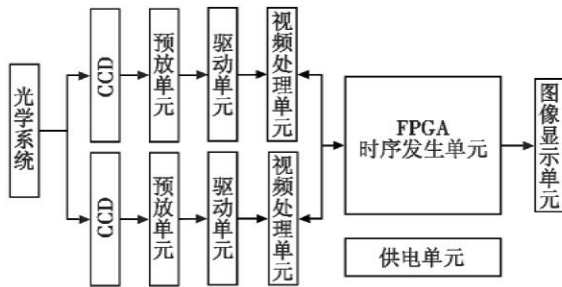 光学系统
CCD
预放单元
驱动单元
视频处理单元
CCD
预放单元
驱动单元
视频处理单元
FPGA
时序发生单元
图像显示单元
供电单元